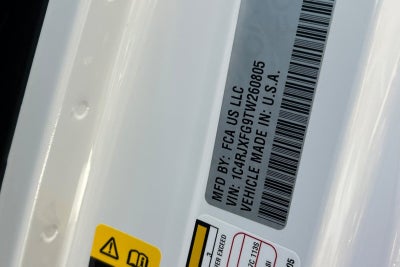 MFD BY: FCA US LLC
VIN: 1C4RJXFG9TW260805
VEHICLE MADE IN: U.S.A.